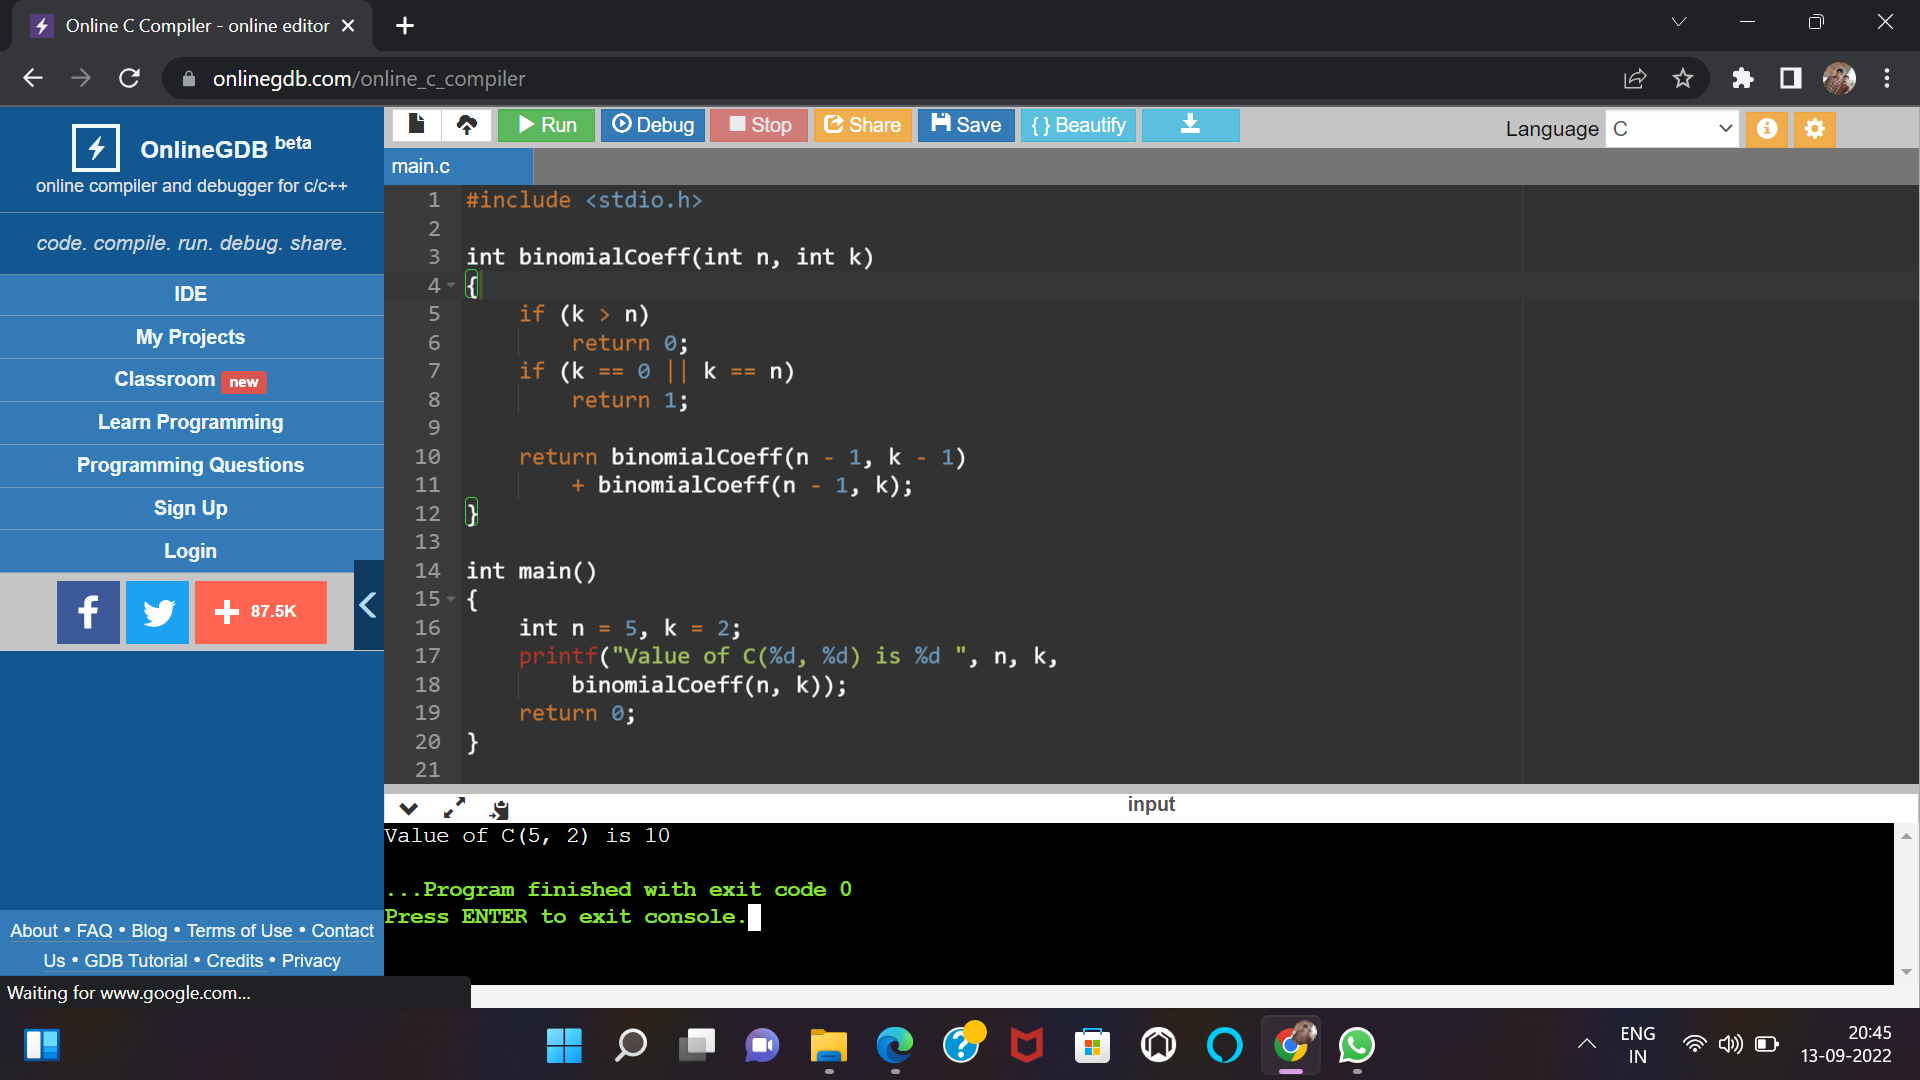 Online C Compiler - online editor
onlinegdb.com/online_c_compiler
OnlineGDB beta
online compiler and debugger for c/c++
code. compile. run. debug. share.
IDE
My Projects
Classroom new
Learn Programming
Programming Questions
Sign Up
Login
87.5K
About • FAQ • Blog • Terms of Use • Contact
Us • GDB Tutorial • Credits • Privacy
Waiting for www.google.com...
Run Debug Stop Share Save { } Beautify
Language C
main.c
1 #include <stdio.h>
2
3 int binomialCoeff(int n, int k)
4 {
5     if (k > n)
6         return 0;
7     if (k == 0 || k == n)
8         return 1;
9
10     return binomialCoeff(n - 1, k - 1)
11         + binomialCoeff(n - 1, k);
12 }
13
14 int main()
15 {
16     int n = 5, k = 2;
17     printf("Value of C(%d, %d) is %d ", n, k,
18         binomialCoeff(n, k));
19     return 0;
20 }
21
input
Value of C(5, 2) is 10
...Program finished with exit code 0
Press ENTER to exit console.
ENG
IN
20:45
13-09-2022